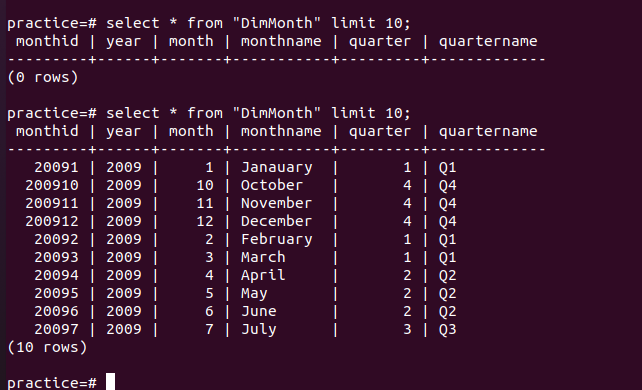 practice=# select * from "DimMonth" limit 10;
 monthid | year | month | monthname | quarter | quartername
---------+------+-------+-----------+---------+-------------
(0 rows)

practice=# select * from "DimMonth" limit 10;
 monthid | year | month | monthname | quarter | quartername
---------+------+-------+-----------+---------+-------------
   20091 | 2009 |     1 | Janauary  |       1 | Q1
  200910 | 2009 |    10 | October   |       4 | Q4
  200911 | 2009 |    11 | November  |       4 | Q4
  200912 | 2009 |    12 | December  |       4 | Q4
   20092 | 2009 |     2 | February  |       1 | Q1
   20093 | 2009 |     3 | March     |       1 | Q1
   20094 | 2009 |     4 | April     |       2 | Q2
   20095 | 2009 |     5 | May       |       2 | Q2
   20096 | 2009 |     6 | June      |       2 | Q2
   20097 | 2009 |     7 | July      |       3 | Q3
(10 rows)

practice=#